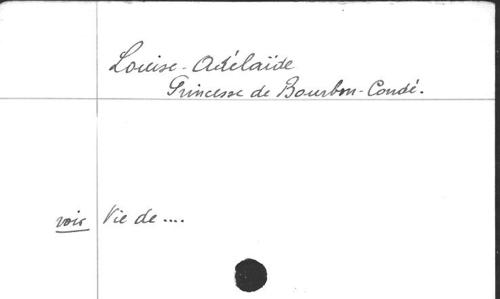 Louise-Adélaïde
Princesse de Bourbon-Condé.
voir Vie de ....